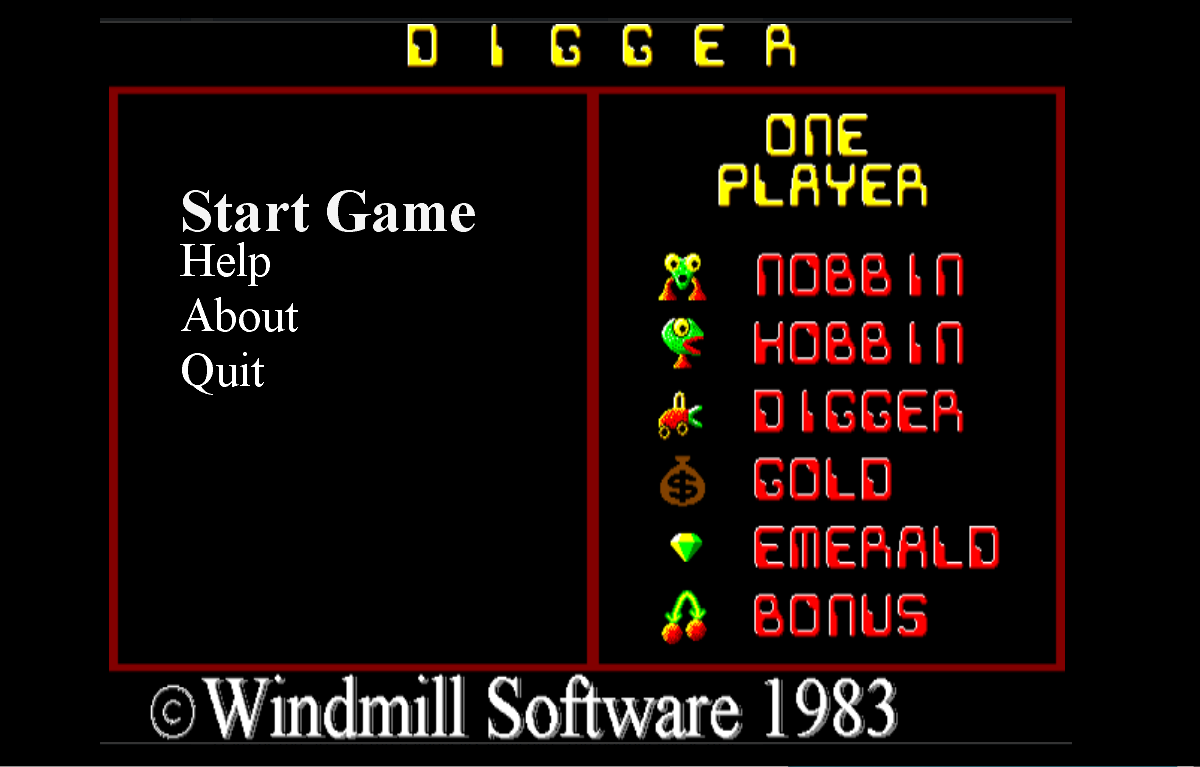 DIGGER
Start Game
Help
About
Quit
ONE
PLAYER
NOBBIN
HOBBIN
DIGGER
$ GOLD
EMERALD
BONUS
©Windmill Software 1983